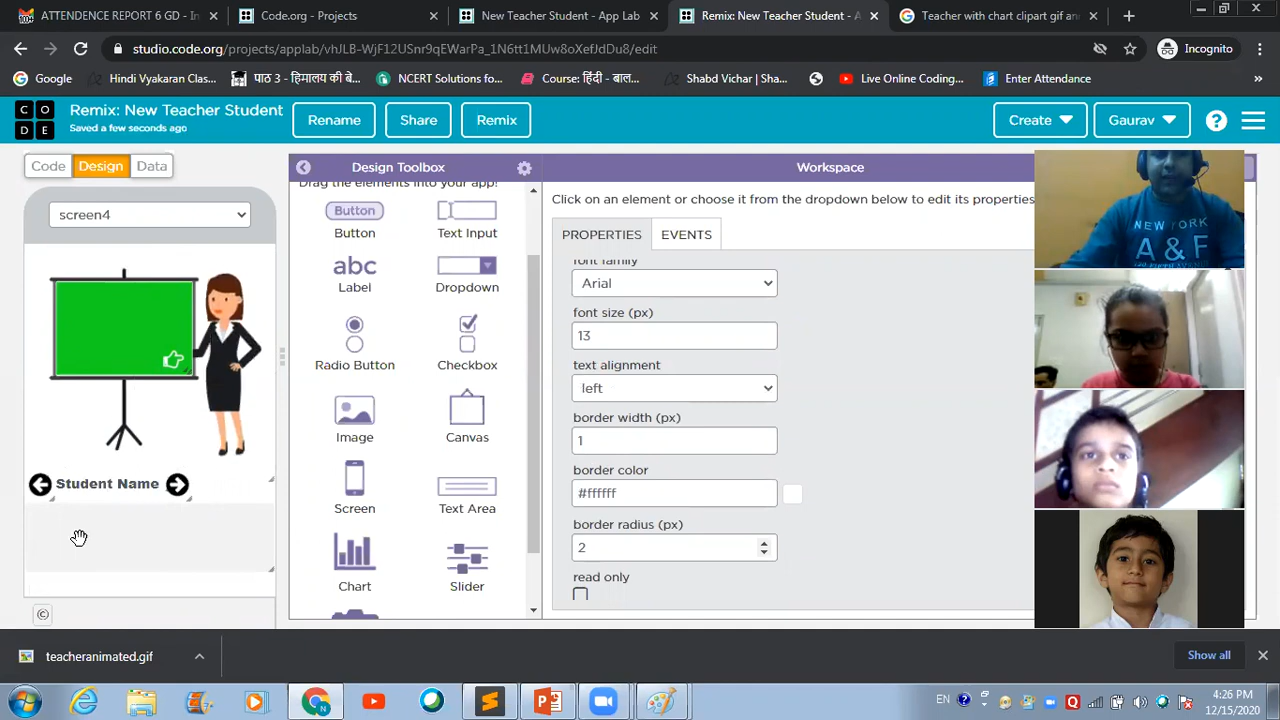 ATTENDENCE REPORT 6 GD - In
Code.org - Projects
New Teacher Student - App Lab
Remix: New Teacher Student - A
Teacher with chart clipart gif an
studio.code.org/projects/applab/vhJLB-WjF12USnr9qEWarPa_1N6tt1MUw8oXefJdDu8/edit
Incognito
Google
Hindi Vyakaran Clas...
पाठ 3 - हिमालय की बे...
NCERT Solutions fo...
Course: हिंदी - बाल...
Shabd Vichar | Sha...
Live Online Coding...
Enter Attendance
C O
D E
Remix: New Teacher Student
Saved a few seconds ago
Rename
Share
Remix
Create
Gaurav
Code
Design
Data
Design Toolbox
Workspace
screen4
Drag the elements into your app!
Click on an element or choose it from the dropdown below to edit its properties
Button
Button
Text Input
abc
Label
Dropdown
Radio Button
Checkbox
Image
Canvas
Screen
Text Area
Chart
Slider
PROPERTIES
EVENTS
font family
Arial
font size (px)
13
text alignment
left
border width (px)
1
border color
#ffffff
border radius (px)
2
read only
Student Name
©
NEW YORK
A & F
teacheranimated.gif
Show all
EN
4:26 PM
12/15/2020